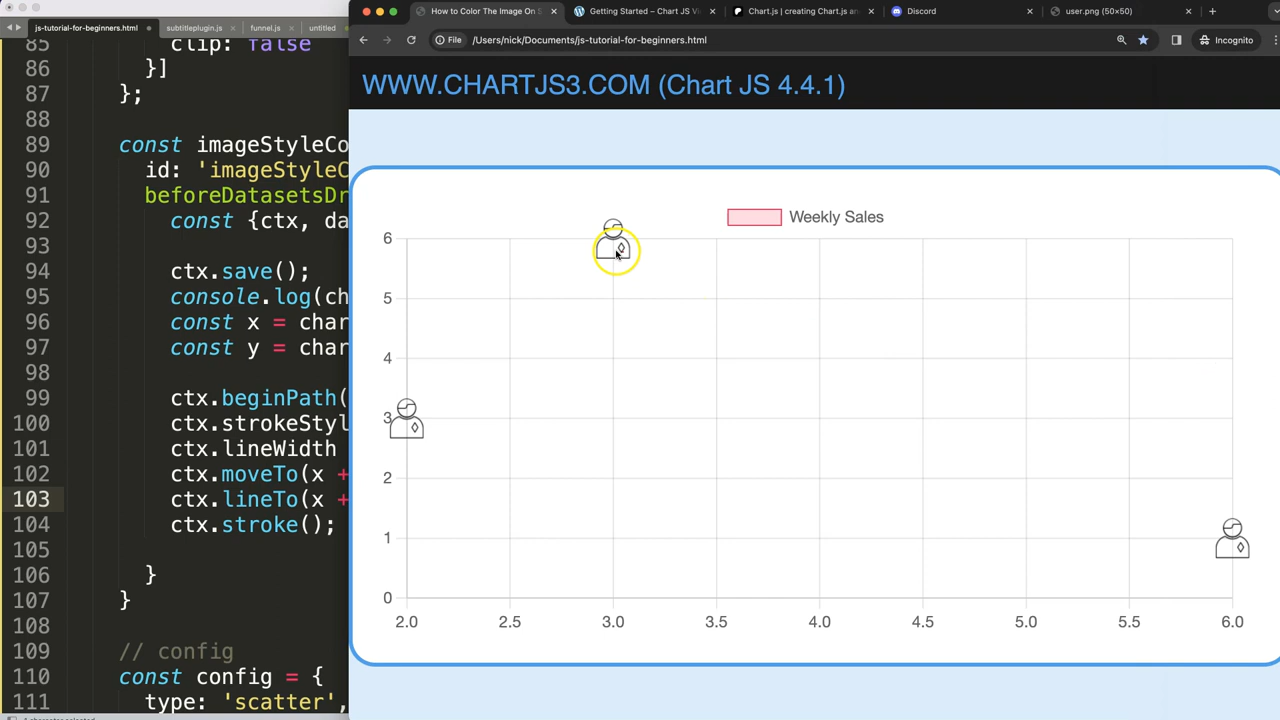 How to Color The Image On S
Getting Started – Chart JS Vi
Chart.js | creating Chart.js an
Discord
user.png (50×50)
js-tutorial-for-beginners.html
subtitleplugin.js
funnel.js
untitled
File
/Users/nick/Documents/js-tutorial-for-beginners.html
Incognito
WWW.CHARTJS3.COM (Chart JS 4.4.1)
85 clip: false
86 }]
87 };
88
89 const imageStyleCo
90 id: 'imageStyleC
91 beforeDatasetsDr
92 const {ctx, da
93
94 ctx.save();
95 console.log(ch
96 const x = char
97 const y = char
98
99 ctx.beginPath(
100 ctx.strokeStyl
101 ctx.lineWidth
102 ctx.moveTo(x +
103 ctx.lineTo(x +
104 ctx.stroke();
105
106 }
107 }
108
109 // config
110 const config = {
111 type: 'scatter',
Weekly Sales
6
5
4
3
2
1
0
2.0 2.5 3.0 3.5 4.0 4.5 5.0 5.5 6.0